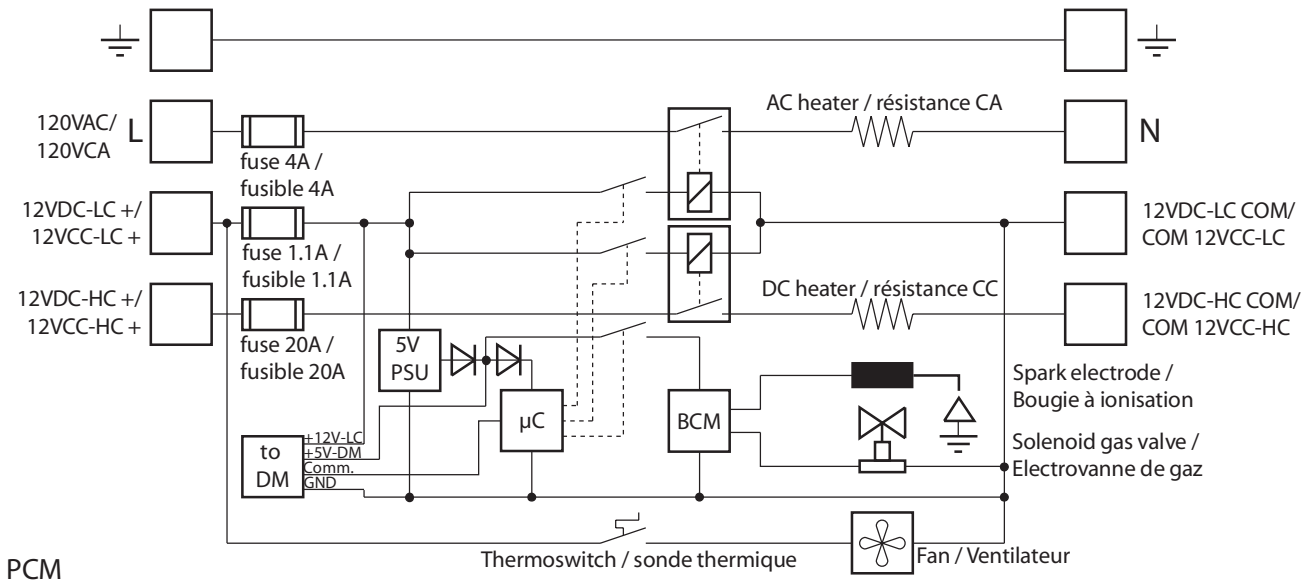 120VAC/
120VCA
L
fuse 4A /
fusible 4A
AC heater / résistance CA
N
12VDC-LC +/
12VCC-LC +
fuse 1.1A /
fusible 1.1A
12VDC-LC COM/
COM 12VCC-LC
12VDC-HC +/
12VCC-HC +
fuse 20A /
fusible 20A
DC heater / résistance CC
12VDC-HC COM/
COM 12VCC-HC
5V
PSU
µC
BCM
Spark electrode /
Bougie à ionisation
Solenoid gas valve /
Electrovanne de gaz
to
DM
+12V-LC
+5V-DM
Comm.
GND
Thermoswitch / sonde thermique
Fan / Ventilateur
PCM